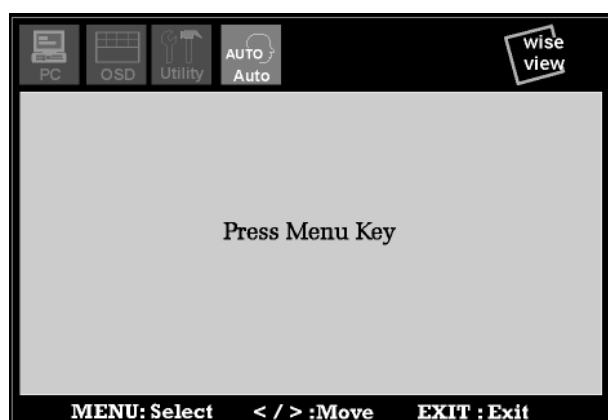 AUTO
PC OSD Utility Auto
wise
view
Press Menu Key
MENU: Select < / > :Move EXIT : Exit